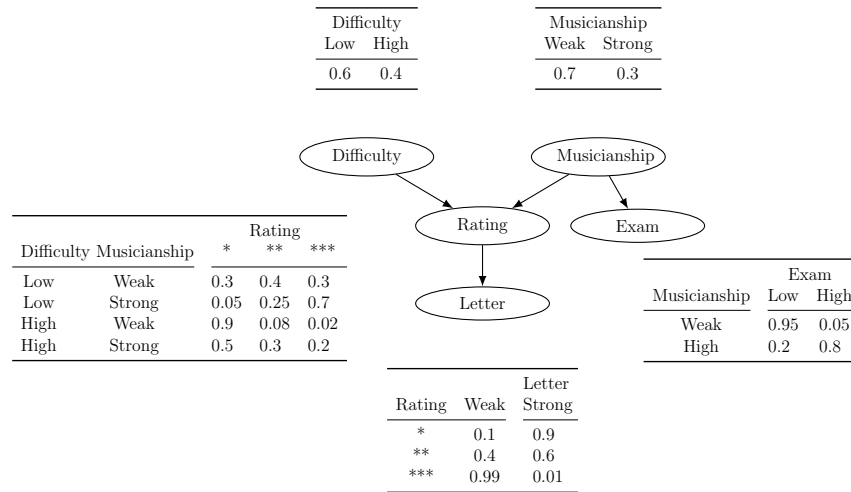 Difficulty
Low High
0.6 0.4
Musicianship
Weak Strong
0.7 0.3
Difficulty
Musicianship
Rating
Exam
Letter
Rating
Difficulty Musicianship * ** ***
Low Weak 0.3 0.4 0.3
Low Strong 0.05 0.25 0.7
High Weak 0.9 0.08 0.02
High Strong 0.5 0.3 0.2
Exam
Musicianship Low High
Weak 0.95 0.05
High 0.2 0.8
Letter
Rating Weak Strong
* 0.1 0.9
** 0.4 0.6
*** 0.99 0.01